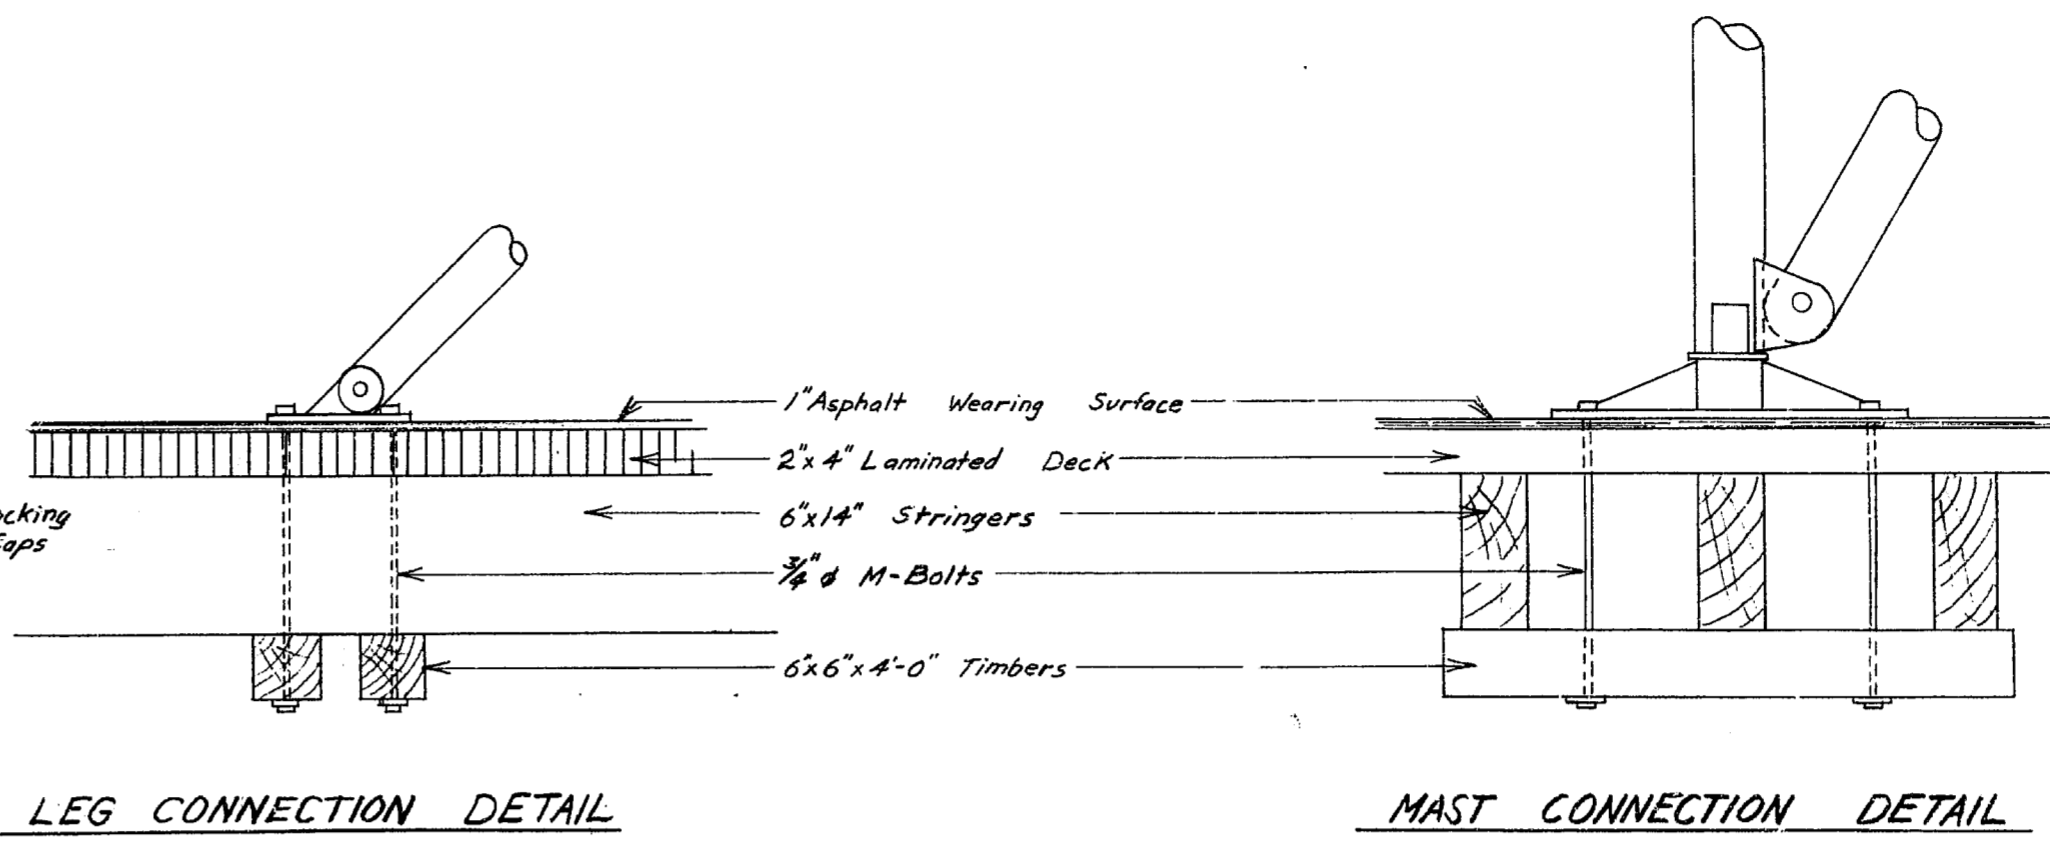 1" Asphalt Wearing Surface
2"x 4" Laminated Deck
6"x14" Stringers
3/4" ø M-Bolts
6"x6"x4'-0" Timbers
LEG CONNECTION DETAIL
MAST CONNECTION DETAIL